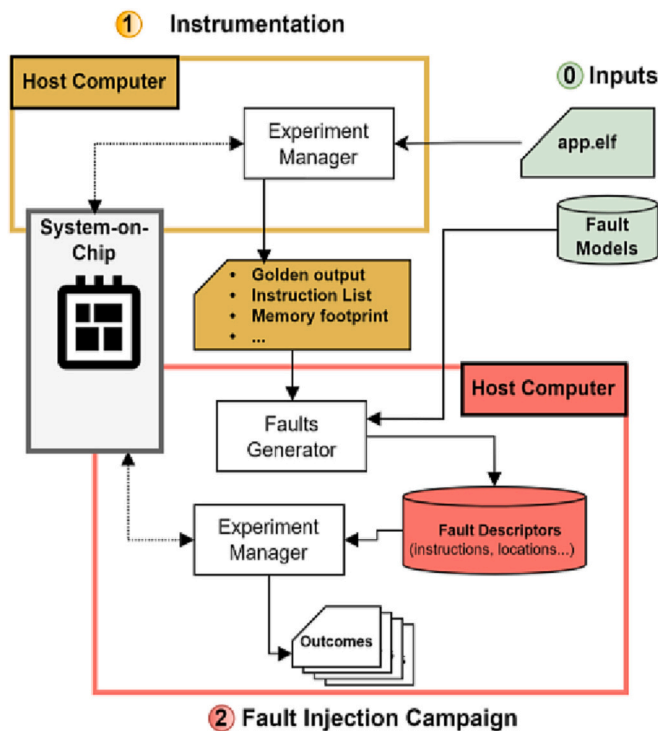 1 Instrumentation
Host Computer
0 Inputs
Experiment
Manager
app.elf
System-on-
Chip
Fault
Models
• Golden output
• Instruction List
• Memory footprint
• ...
Host Computer
Faults
Generator
Experiment
Manager
Fault Descriptors
(instructions, locations...)
Outcomes
2 Fault Injection Campaign